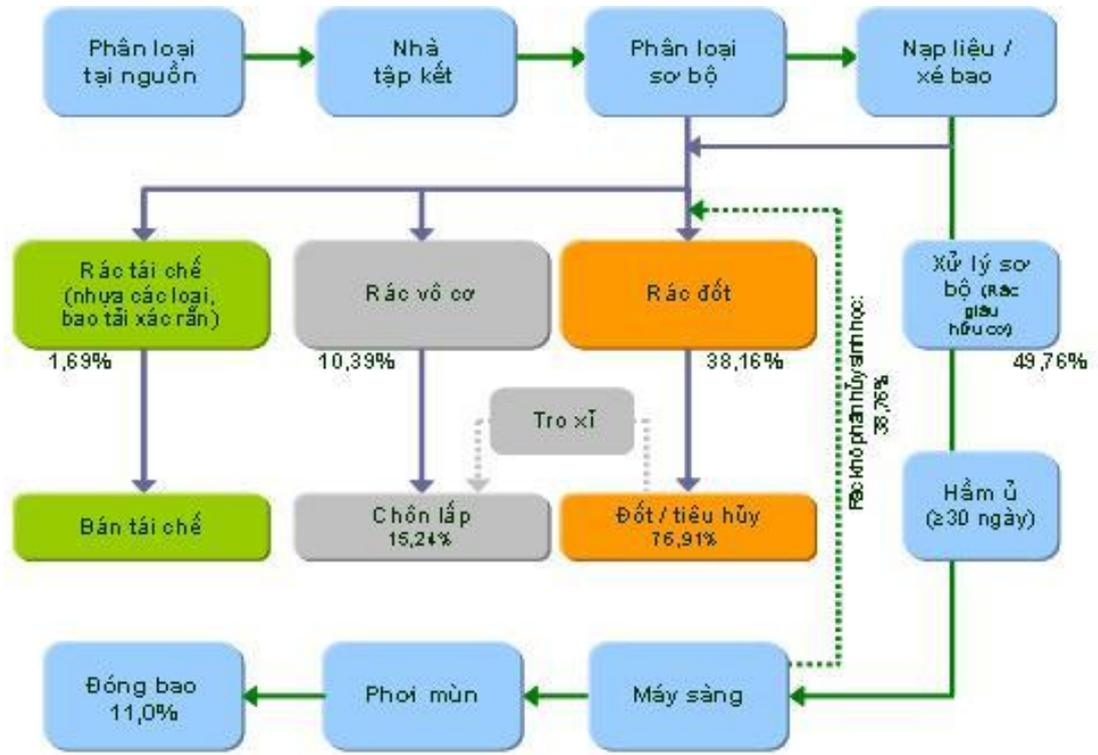 Phân loại
tại nguồn
Nhà
tập kết
Phân loại
sơ bộ
Nạp liệu /
xé bao
Rác tái chế
(nhựa các loại,
bao tải xác rắn)
1,69%
Rác vô cơ
10,39%
Rác đốt
38,16%
Xử lý sơ
bộ (Rác
giàu
hữu cơ)
49,76%
Rác khó phân hủy sinh học:
38,76%
Tro xỉ
Bán tái chế
Chôn lấp
15,24%
Đốt / tiêu hủy
76,91%
Hầm ủ
(≥30 ngày)
Đóng bao
11,0%
Phơi mùn
Máy sàng